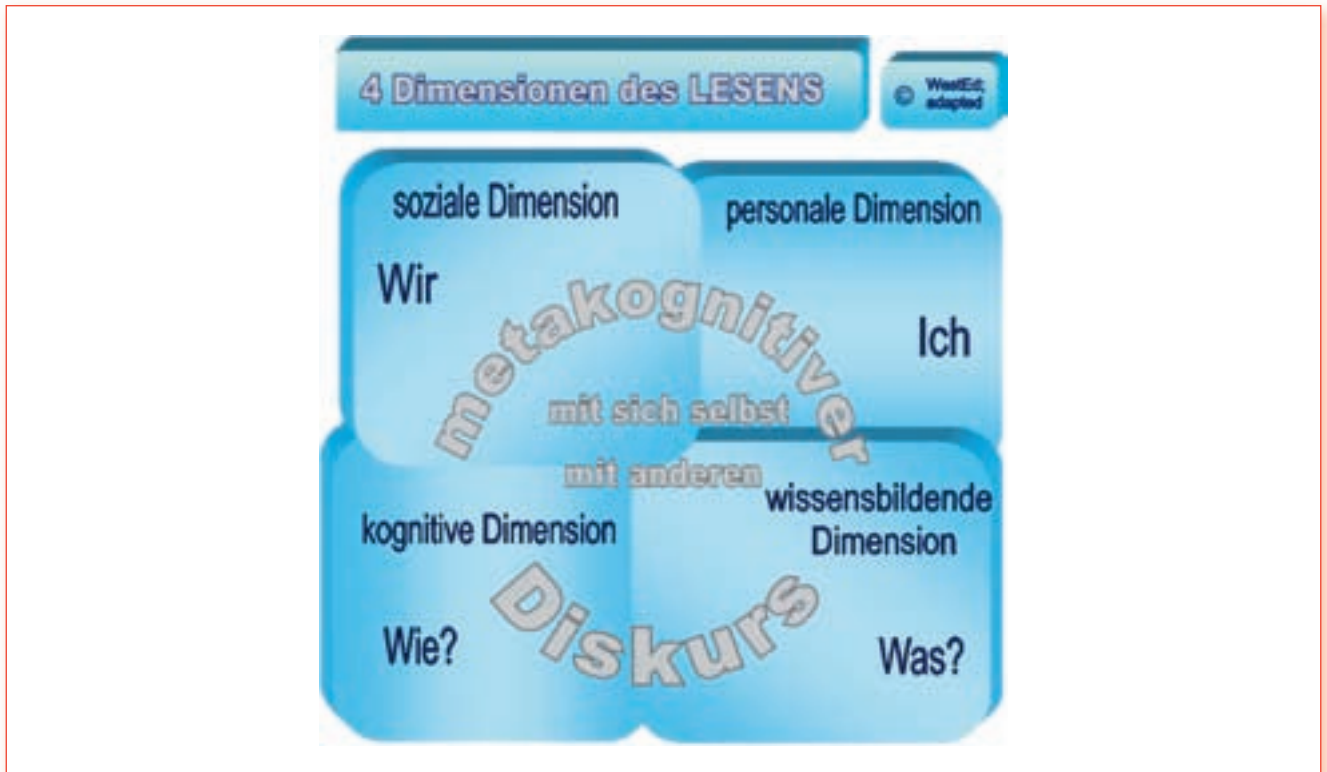 4 Dimensionen des LESENS
© WestEd;
adapted
soziale Dimension
Wir
personale Dimension
Ich
metakognitiver
mit sich selbst
mit anderen
Diskurs
kognitive Dimension
Wie?
wissensbildende
Dimension
Was?